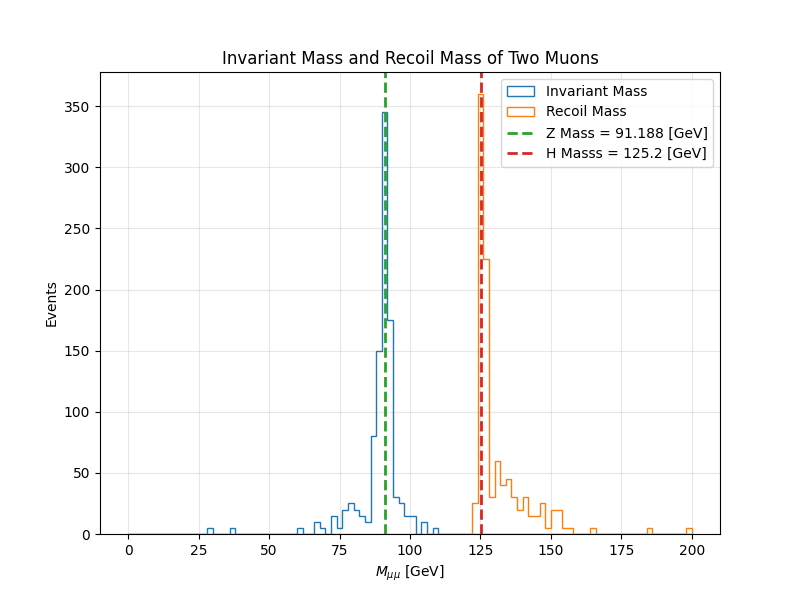 Invariant Mass and Recoil Mass of Two Muons
Invariant Mass
Recoil Mass
Z Mass = 91.188 [GeV]
H Masss = 125.2 [GeV]
350
300
250
200
150
100
50
0
Events
0 25 50 75 100 125 150 175 200
M_{μμ} [GeV]